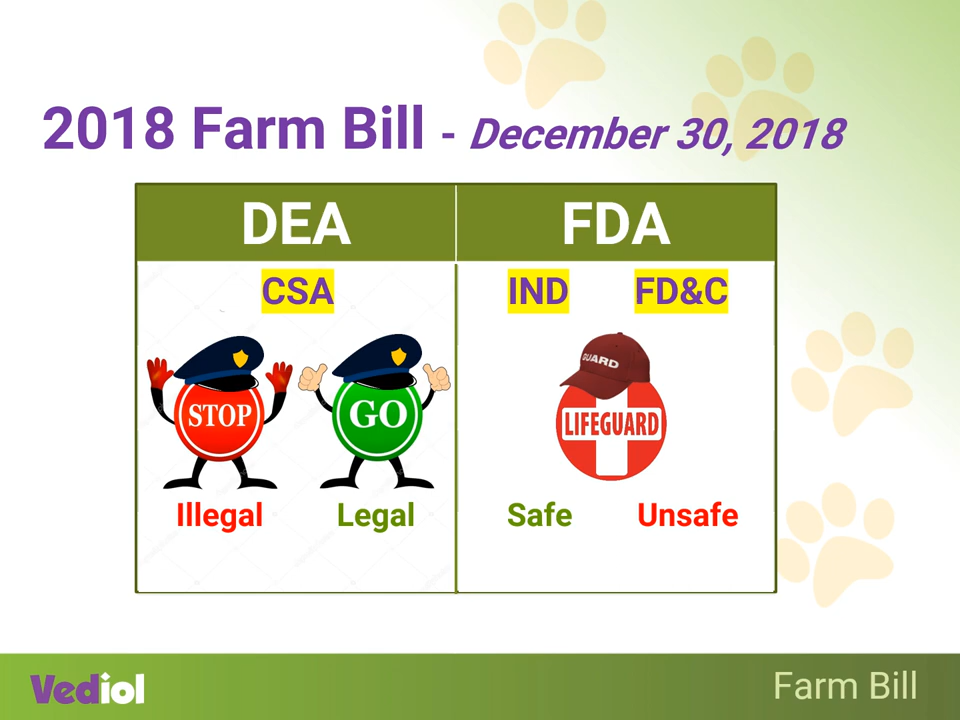 2018 Farm Bill - December 30, 2018
DEA FDA
CSA IND FD&C
GUARD
STOP GO LIFEGUARD
Illegal Legal Safe Unsafe
Vediol Farm Bill